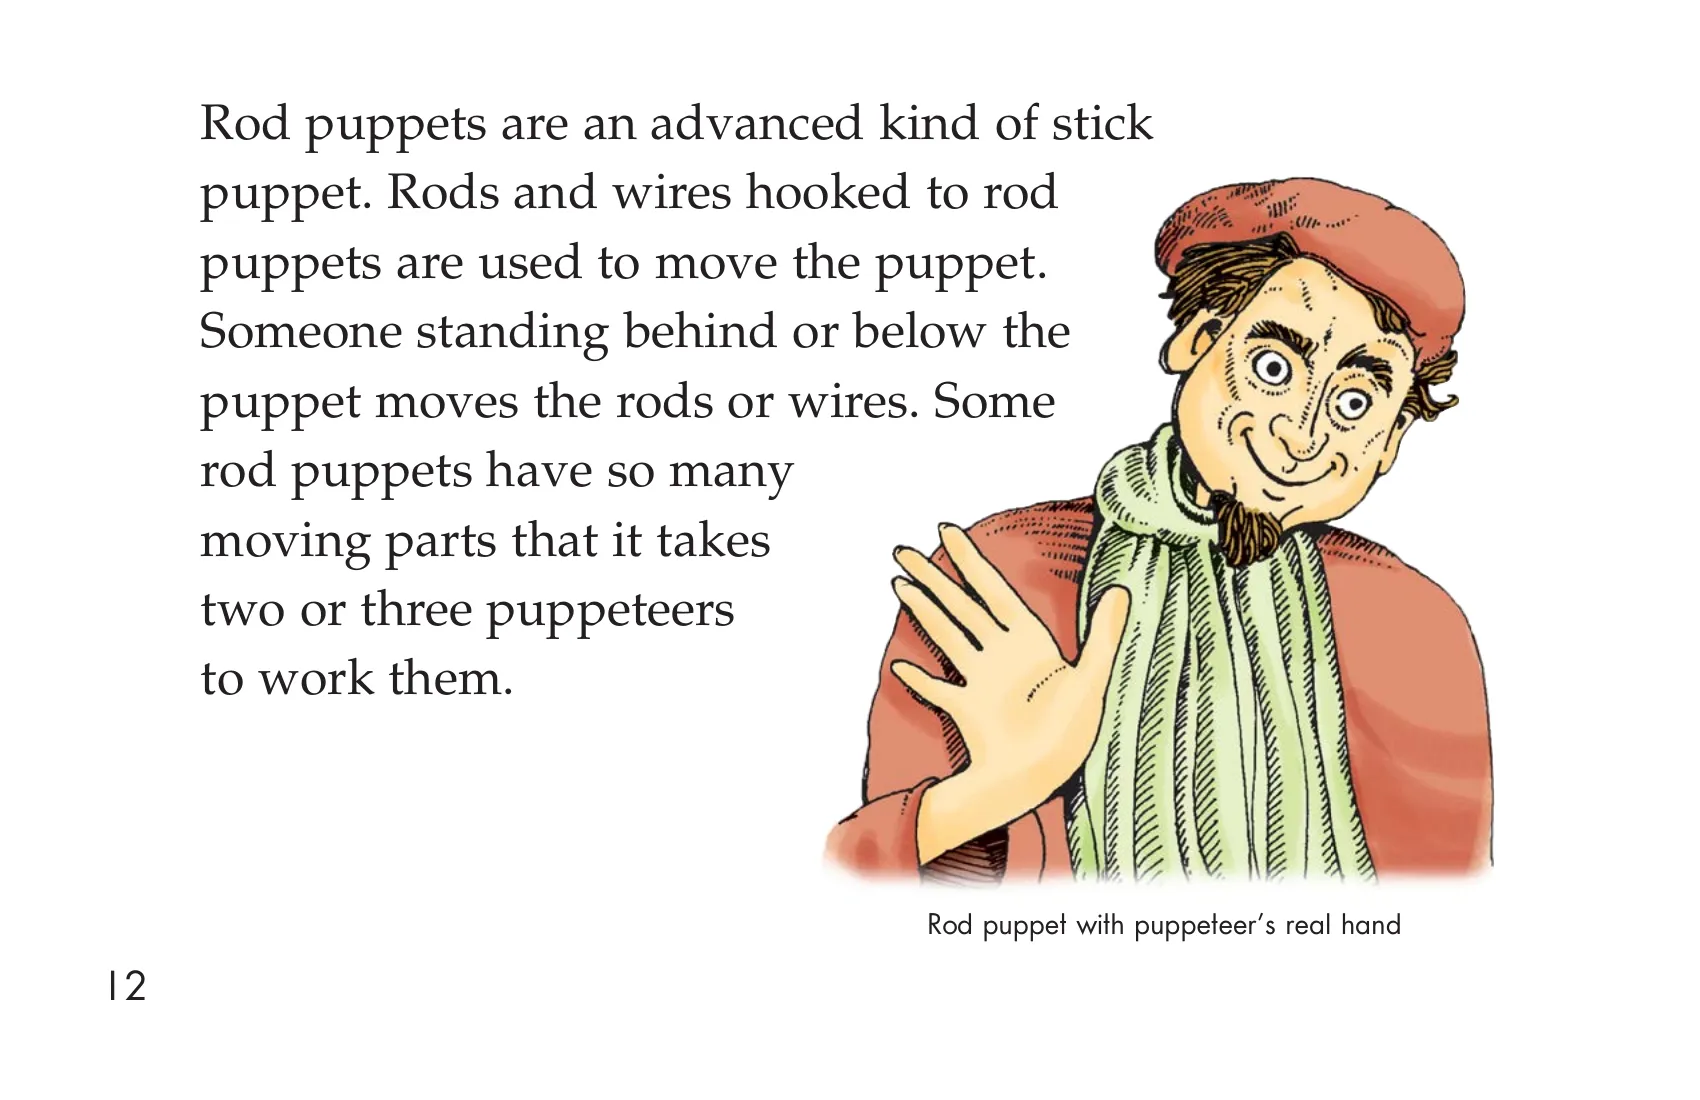 Rod puppets are an advanced kind of stick
puppet. Rods and wires hooked to rod
puppets are used to move the puppet.
Someone standing behind or below the
puppet moves the rods or wires. Some
rod puppets have so many
moving parts that it takes
two or three puppeteers
to work them.
Rod puppet with puppeteer's real hand
12